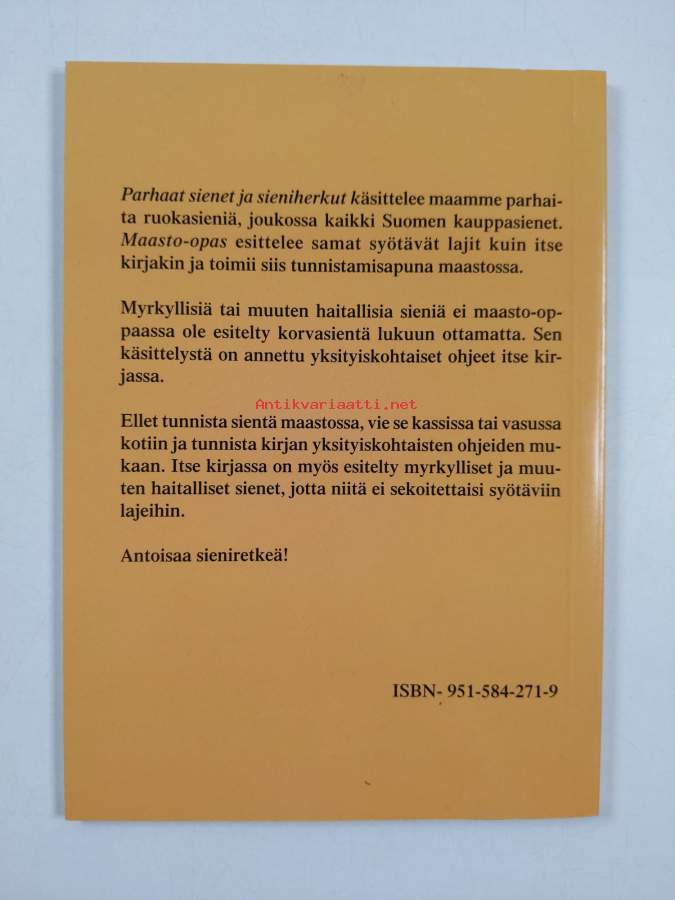 Parhaat sienet ja sieniherkut käsittelee maamme parhai-
ta ruokasieniä, joukossa kaikki Suomen kauppasienet.
Maasto-opas esittelee samat syötävät lajit kuin itse
kirjakin ja toimii siis tunnistamisapuna maastossa.
Myrkyllisiä tai muuten haitallisia sieniä ei maasto-op-
paassa ole esitelty korvasientä lukuun ottamatta. Sen
käsittelystä on annettu yksityiskohtaiset ohjeet itse kir-
jassa.
Antikvariaatti.net
Ellet tunnista sientä maastossa, vie se kassissa tai vasussa
kotiin ja tunnista kirjan yksityiskohtaisten ohjeiden mu-
kaan. Itse kirjassa on myös esitelty myrkylliset ja muu-
ten haitalliset sienet, jotta niitä ei sekoitettaisi syötäviin
lajeihin.
Antoisaa sieniretkeä!
ISBN- 951-584-271-9